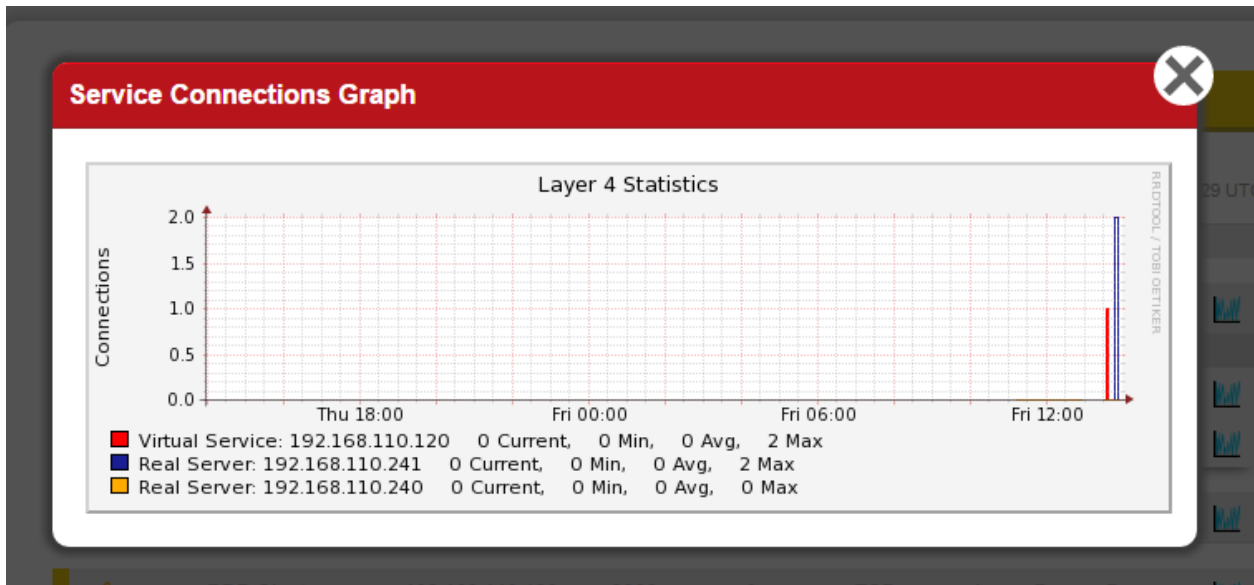 Service Connections Graph
29 UT
Layer 4 Statistics
RRDTOOL / TOBI OETIKER
Connections
2.0
1.5
1.0
0.5
0.0
Thu 18:00 Fri 00:00 Fri 06:00 Fri 12:00
Virtual Service: 192.168.110.120 0 Current, 0 Min, 0 Avg, 2 Max
Real Server: 192.168.110.241 0 Current, 0 Min, 0 Avg, 2 Max
Real Server: 192.168.110.240 0 Current, 0 Min, 0 Avg, 0 Max